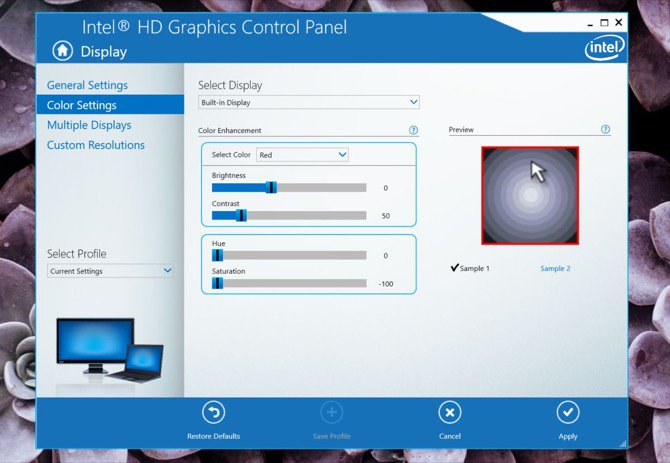 Intel® HD Graphics Control Panel
Display
intel
General Settings
Color Settings
Multiple Displays
Custom Resolutions
Select Profile
Current Settings
Select Display
Built-in Display
Color Enhancement
Select Color Red
Brightness
0
Contrast
50
Hue
0
Saturation
-100
Preview
Sample 1 Sample 2
Restore Defaults Save Profile Cancel Apply